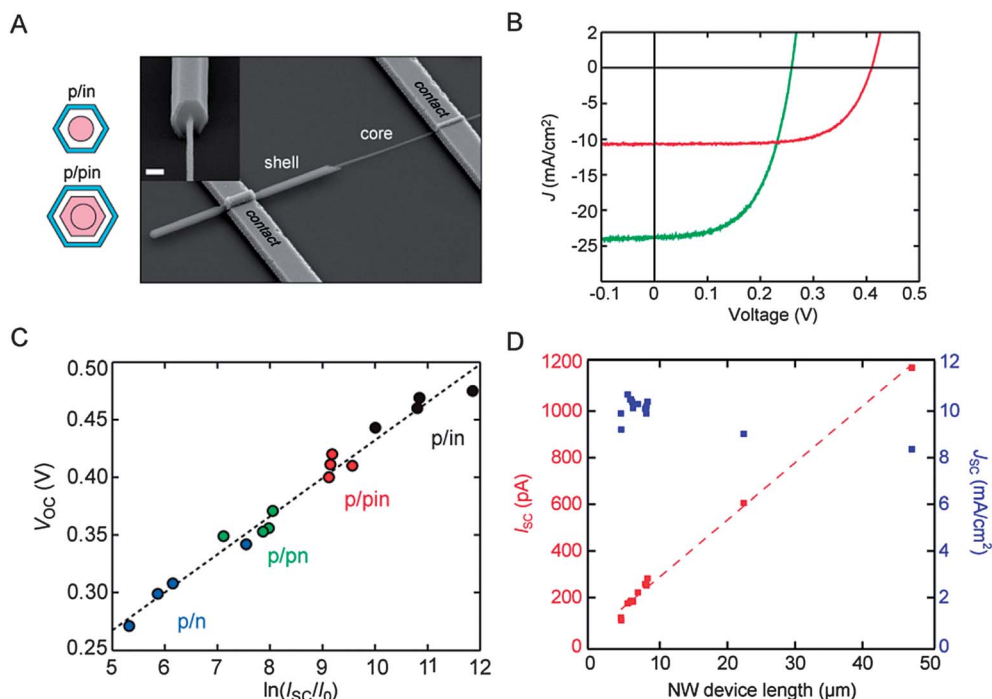 A
p/in
p/pin
shell
core
contact
contact
B
J (mA/cm2)
0
-5
-10
-15
-20
-25
-0.1
0
0.1
0.2
0.3
0.4
0.5
Voltage (V)
C
VOC (V)
0.50
0.45
0.40
0.35
0.30
0.25
p/in
p/pin
p/pn
p/n
5
6
7
8
9
10
11
12
ln(ISC/I0)
D
ISC (pA)
1200
1000
800
600
400
200
0
12
10
8
6
4
2
0
JSC (mA/cm2)
0
10
20
30
40
50
NW device length (µm)